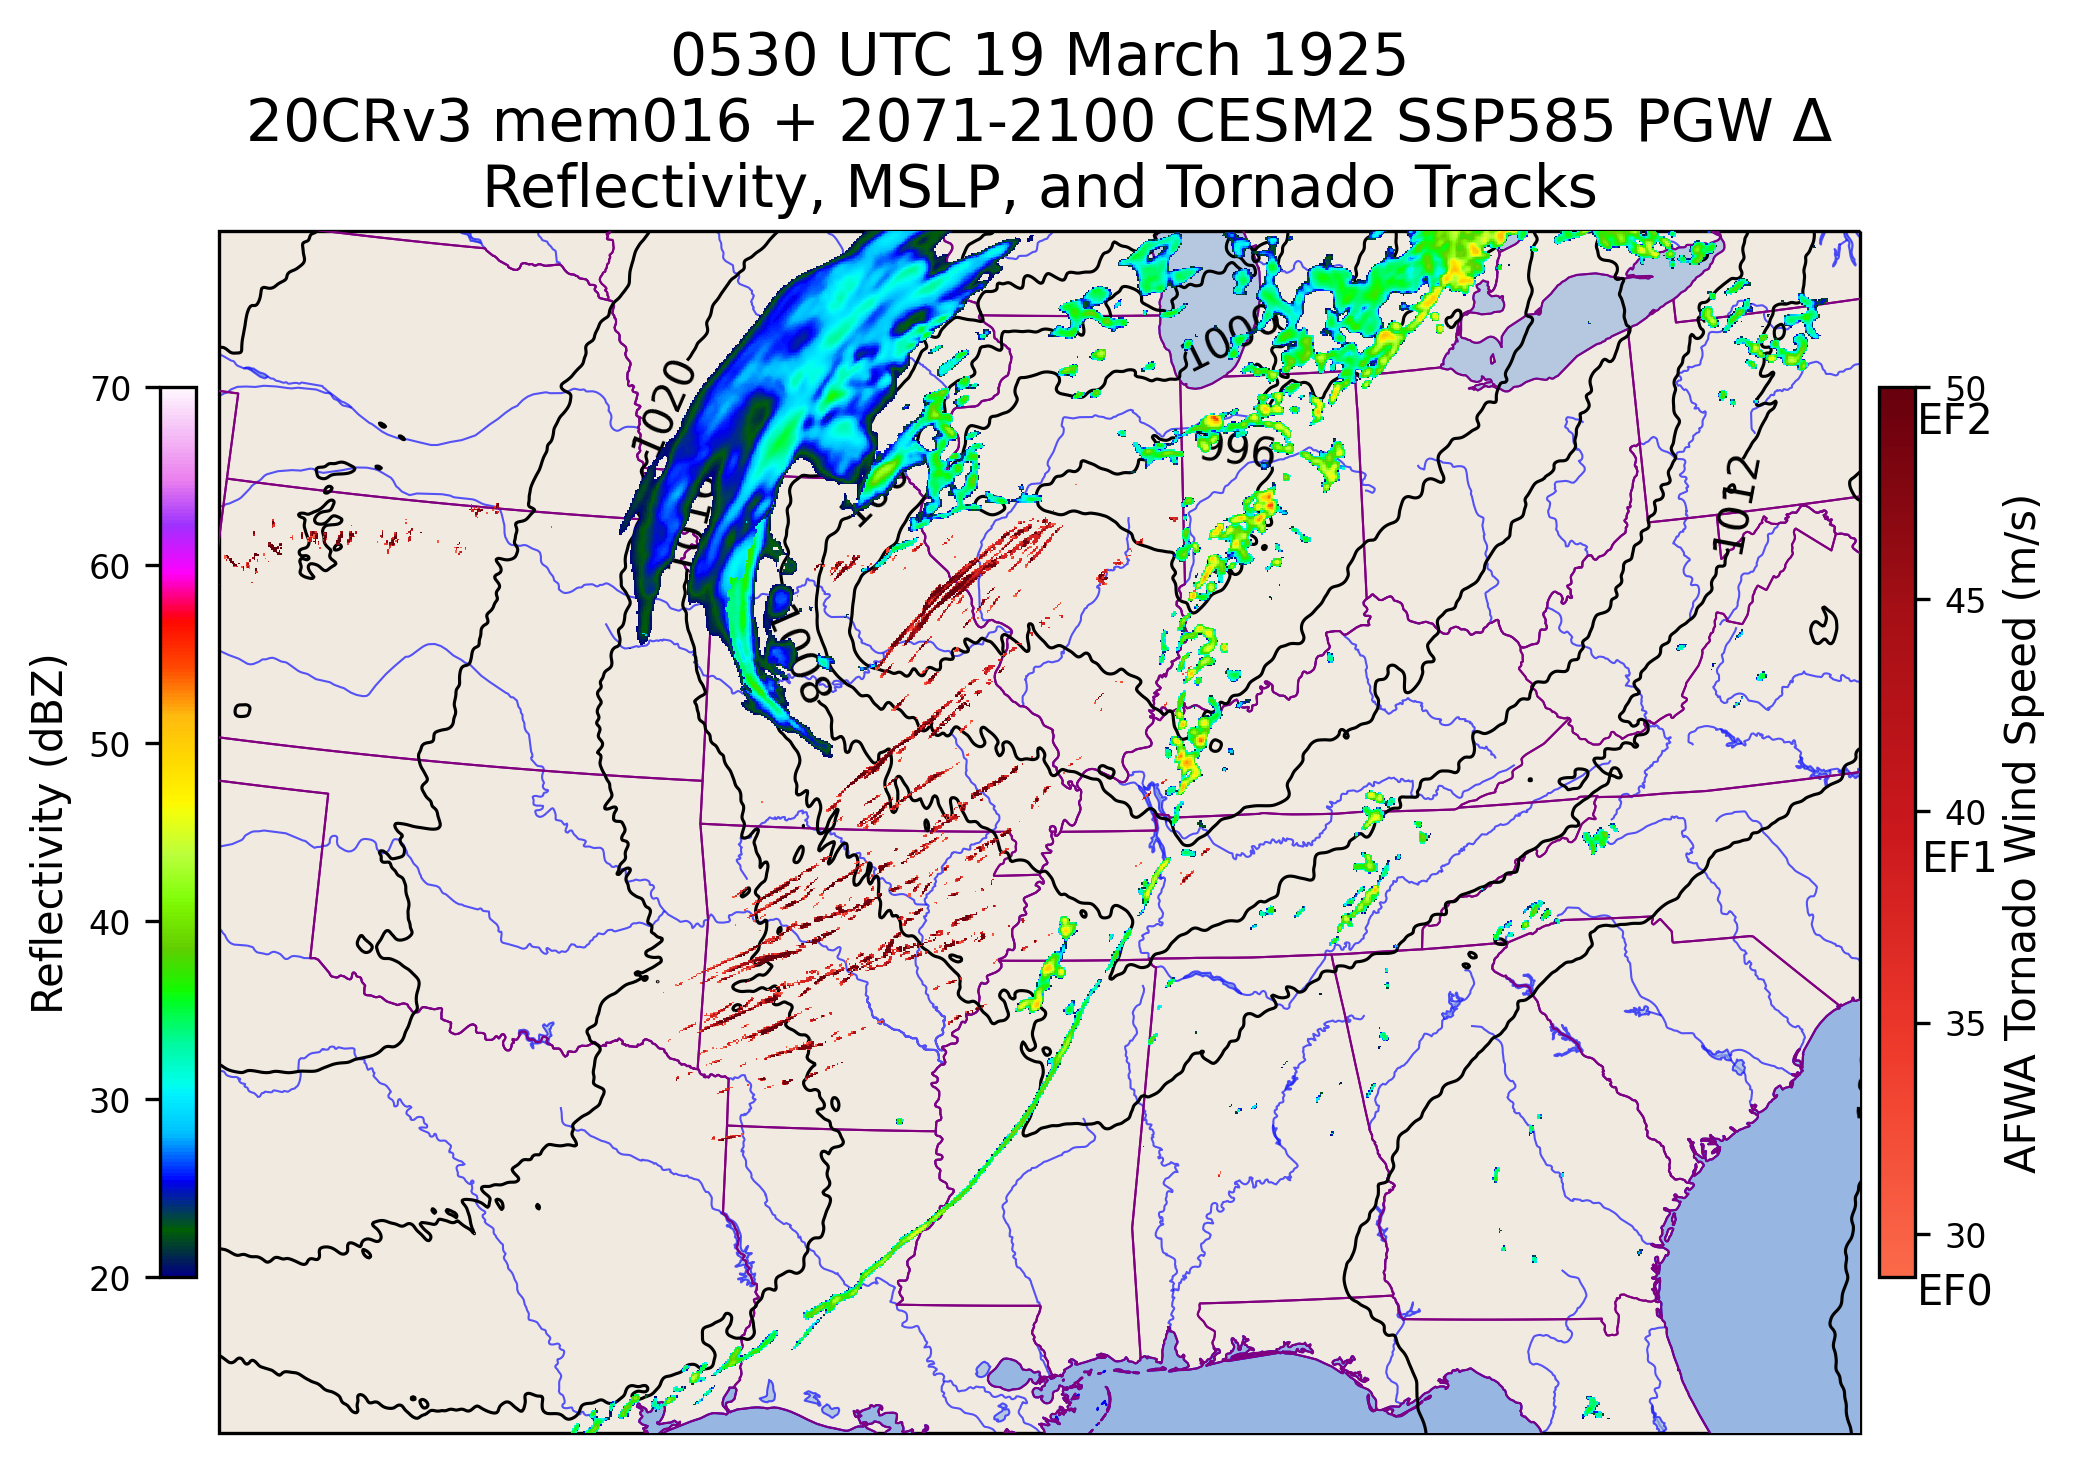 0530 UTC 19 March 1925
20CRv3 mem016 + 2071-2100 CESM2 SSP585 PGW Δ
Reflectivity, MSLP, and Tornado Tracks
Reflectivity (dBZ)
70
60
50
40
30
20
1020
1000
996
1012
1008
50
EF2
45
40
EF1
35
30
EF0
AFWA Tornado Wind Speed (m/s)